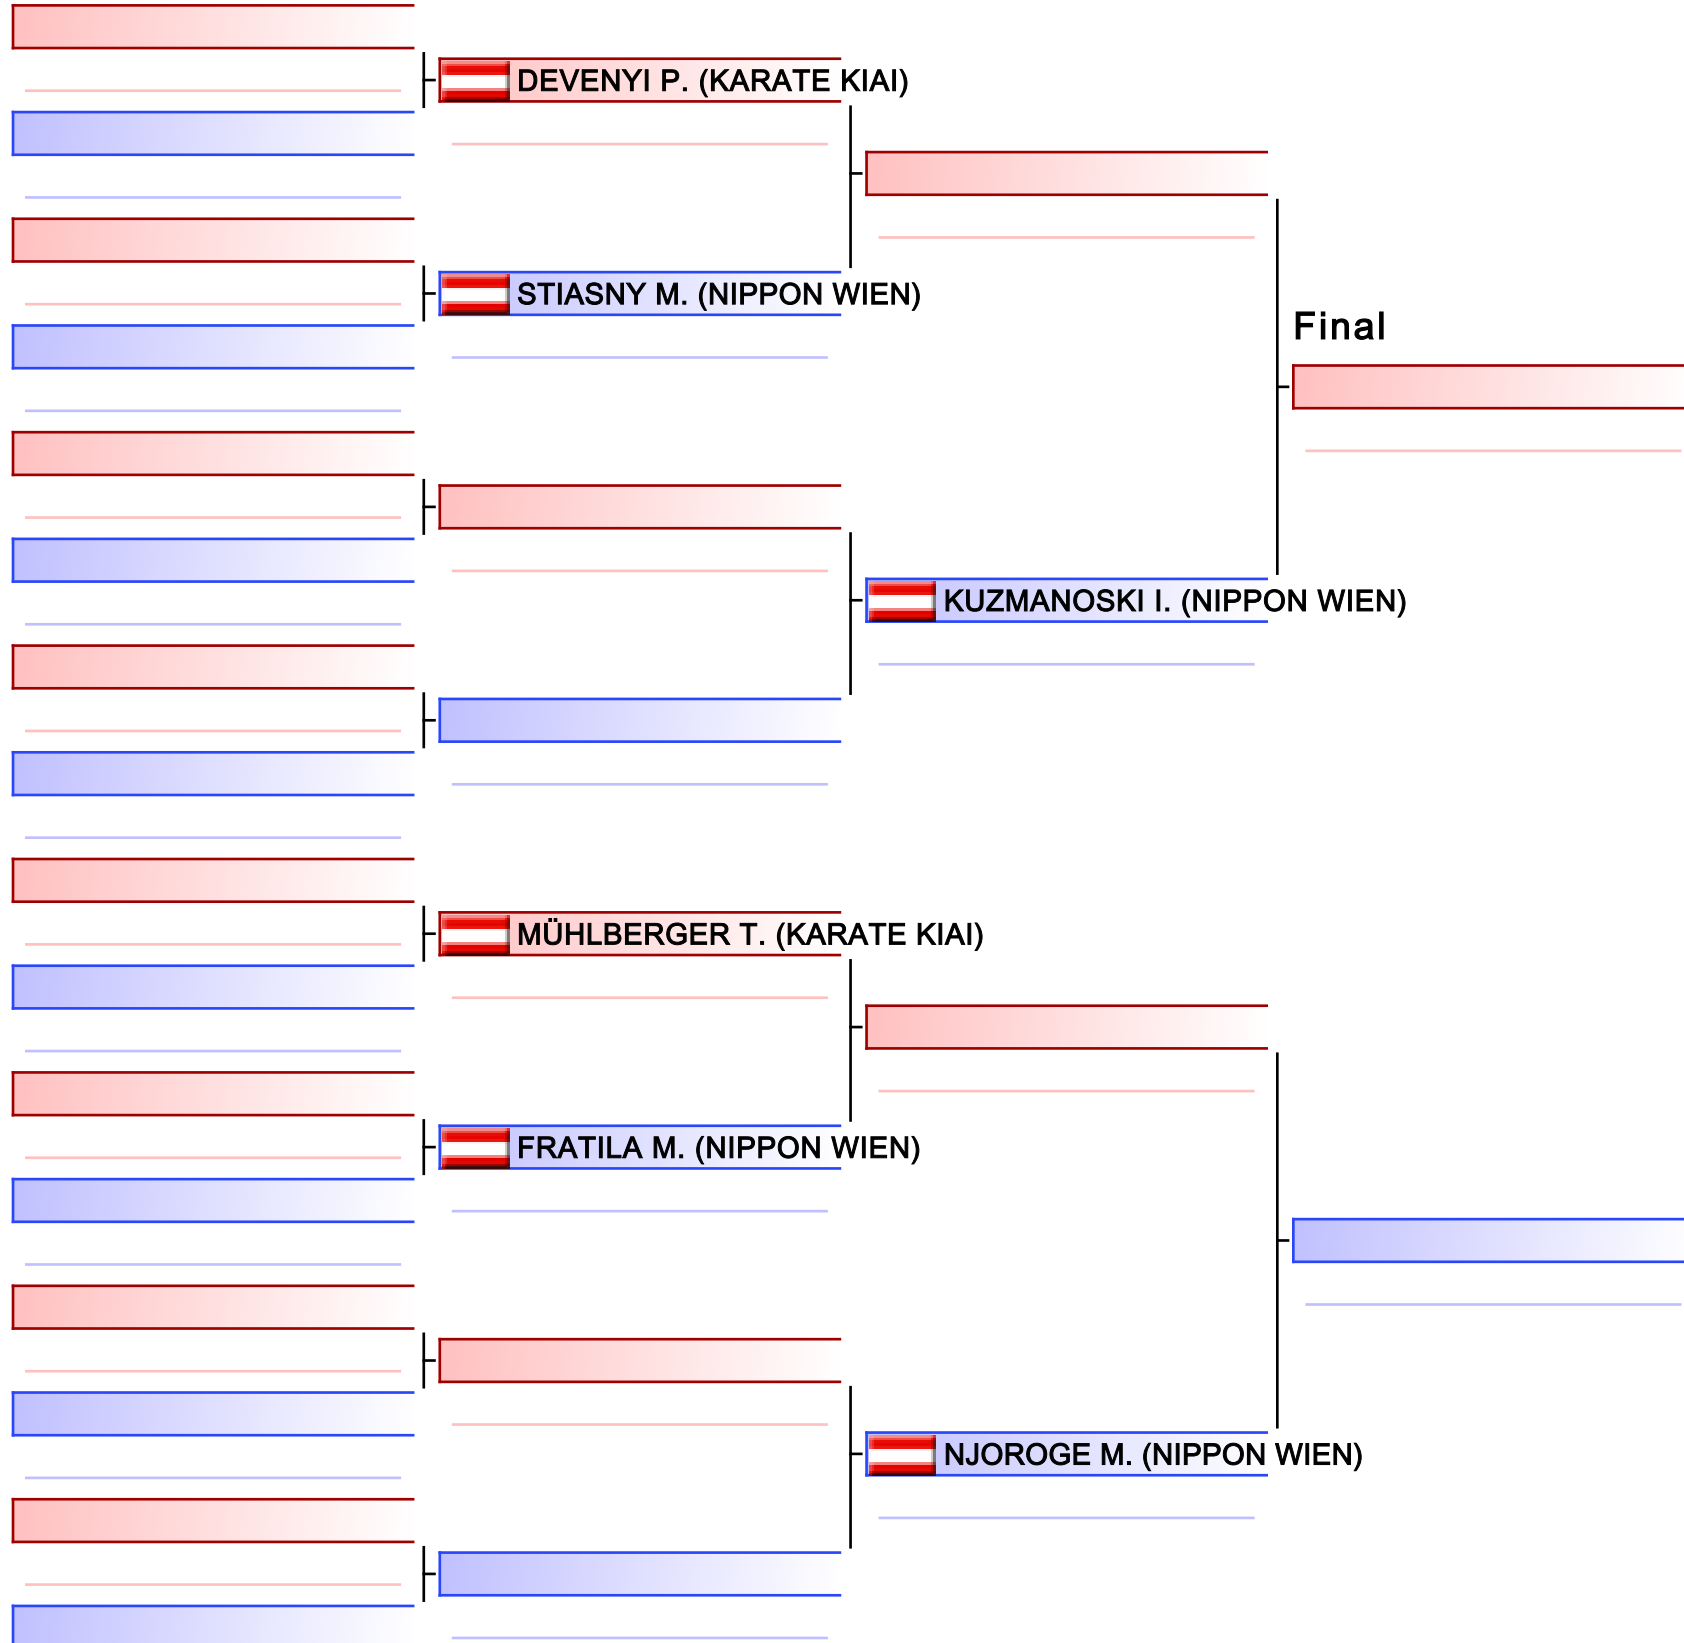 DEVENYI P. (KARATE KIAI)
STIASNY M. (NIPPON WIEN)
Final
KUZMANOSKI I. (NIPPON WIEN)
MÜHLBERGER T. (KARATE KIAI)
FRATILA M. (NIPPON WIEN)
NJOROGE M. (NIPPON WIEN)